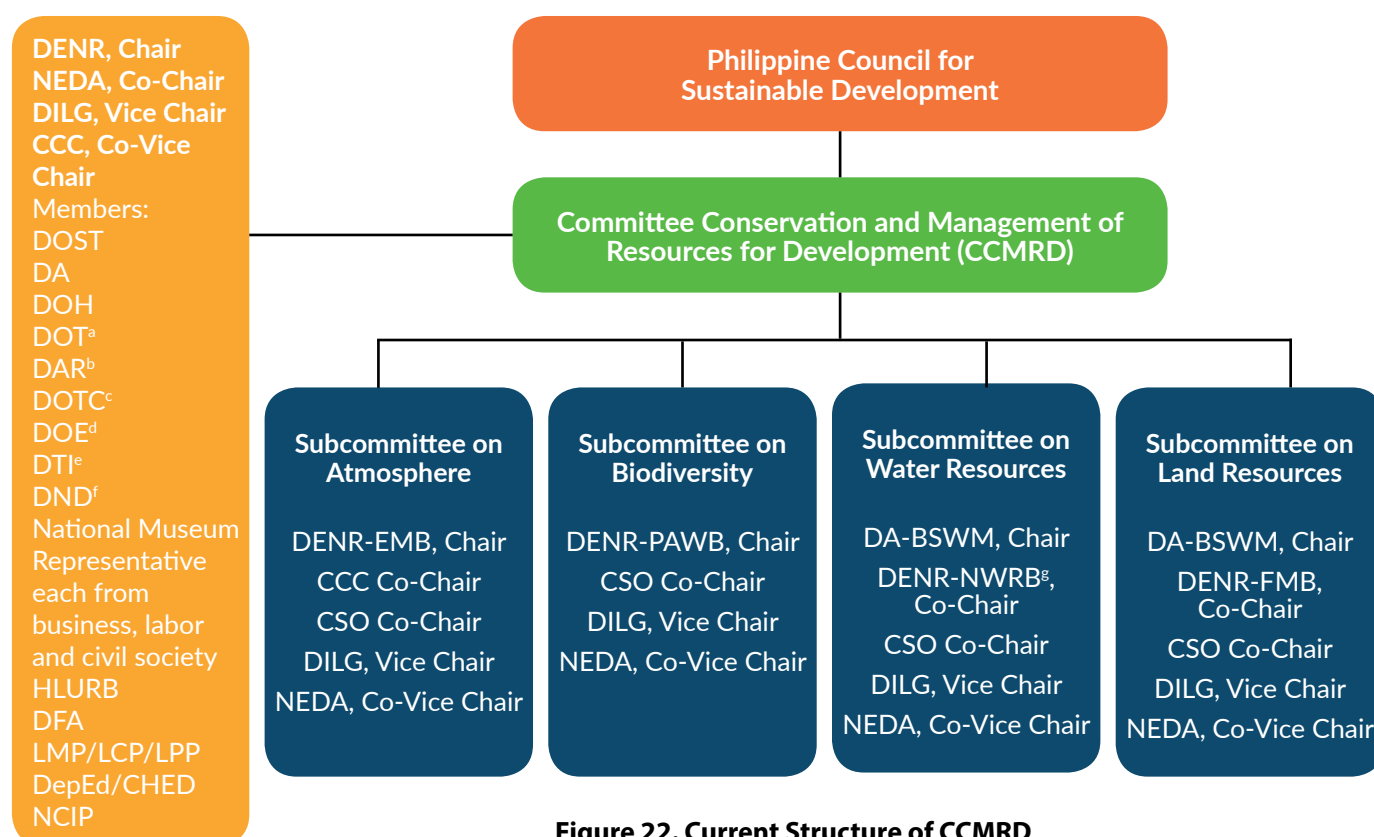 DENR, Chair
NEDA, Co-Chair
DILG, Vice Chair
CCC, Co-Vice
Chair
Members:
DOST
DA
DOH
DOTᵃ
DARᵇ
DOTCᶜ
DOEᵈ
DTIᵉ
DNDᶠ
National Museum
Representative
each from
business, labor
and civil society
HLURB
DFA
LMP/LCP/LPP
DepEd/CHED
NCIP
Philippine Council for
Sustainable Development
Committee Conservation and Management of
Resources for Development (CCMRD)
Subcommittee on
Atmosphere
DENR-EMB, Chair
CCC Co-Chair
CSO Co-Chair
DILG, Vice Chair
NEDA, Co-Vice Chair
Subcommittee on
Biodiversity
DENR-PAWB, Chair
CSO Co-Chair
DILG, Vice Chair
NEDA, Co-Vice Chair
Subcommittee on
Water Resources
DA-BSWM, Chair
DENR-NWRBᵍ,
Co-Chair
CSO Co-Chair
DILG, Vice Chair
NEDA, Co-Vice Chair
Subcommittee on
Land Resources
DA-BSWM, Chair
DENR-FMB,
Co-Chair
CSO Co-Chair
DILG, Vice Chair
NEDA, Co-Vice Chair
Figure 22. Current Structure of CCMRD